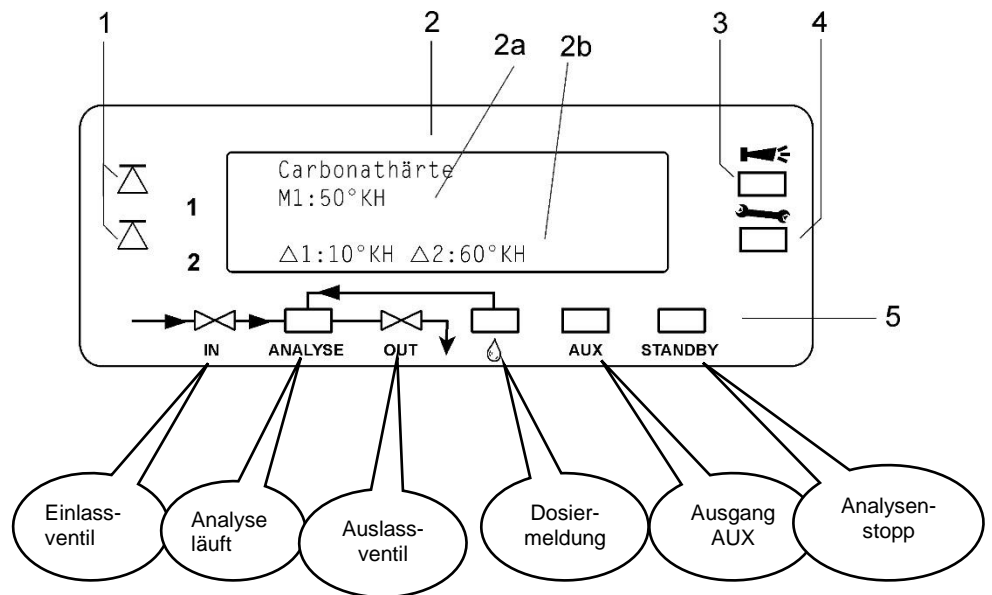 1
2
2a
2b
3
4
Carbonathärte
M1:50°KH
1
2
△1:10°KH △2:60°KH
5
IN
ANALYSE
OUT
AUX
STANDBY
Einlass-
ventil
Analyse
läuft
Auslass-
ventil
Dosier-
meldung
Ausgang
AUX
Analysen-
stopp